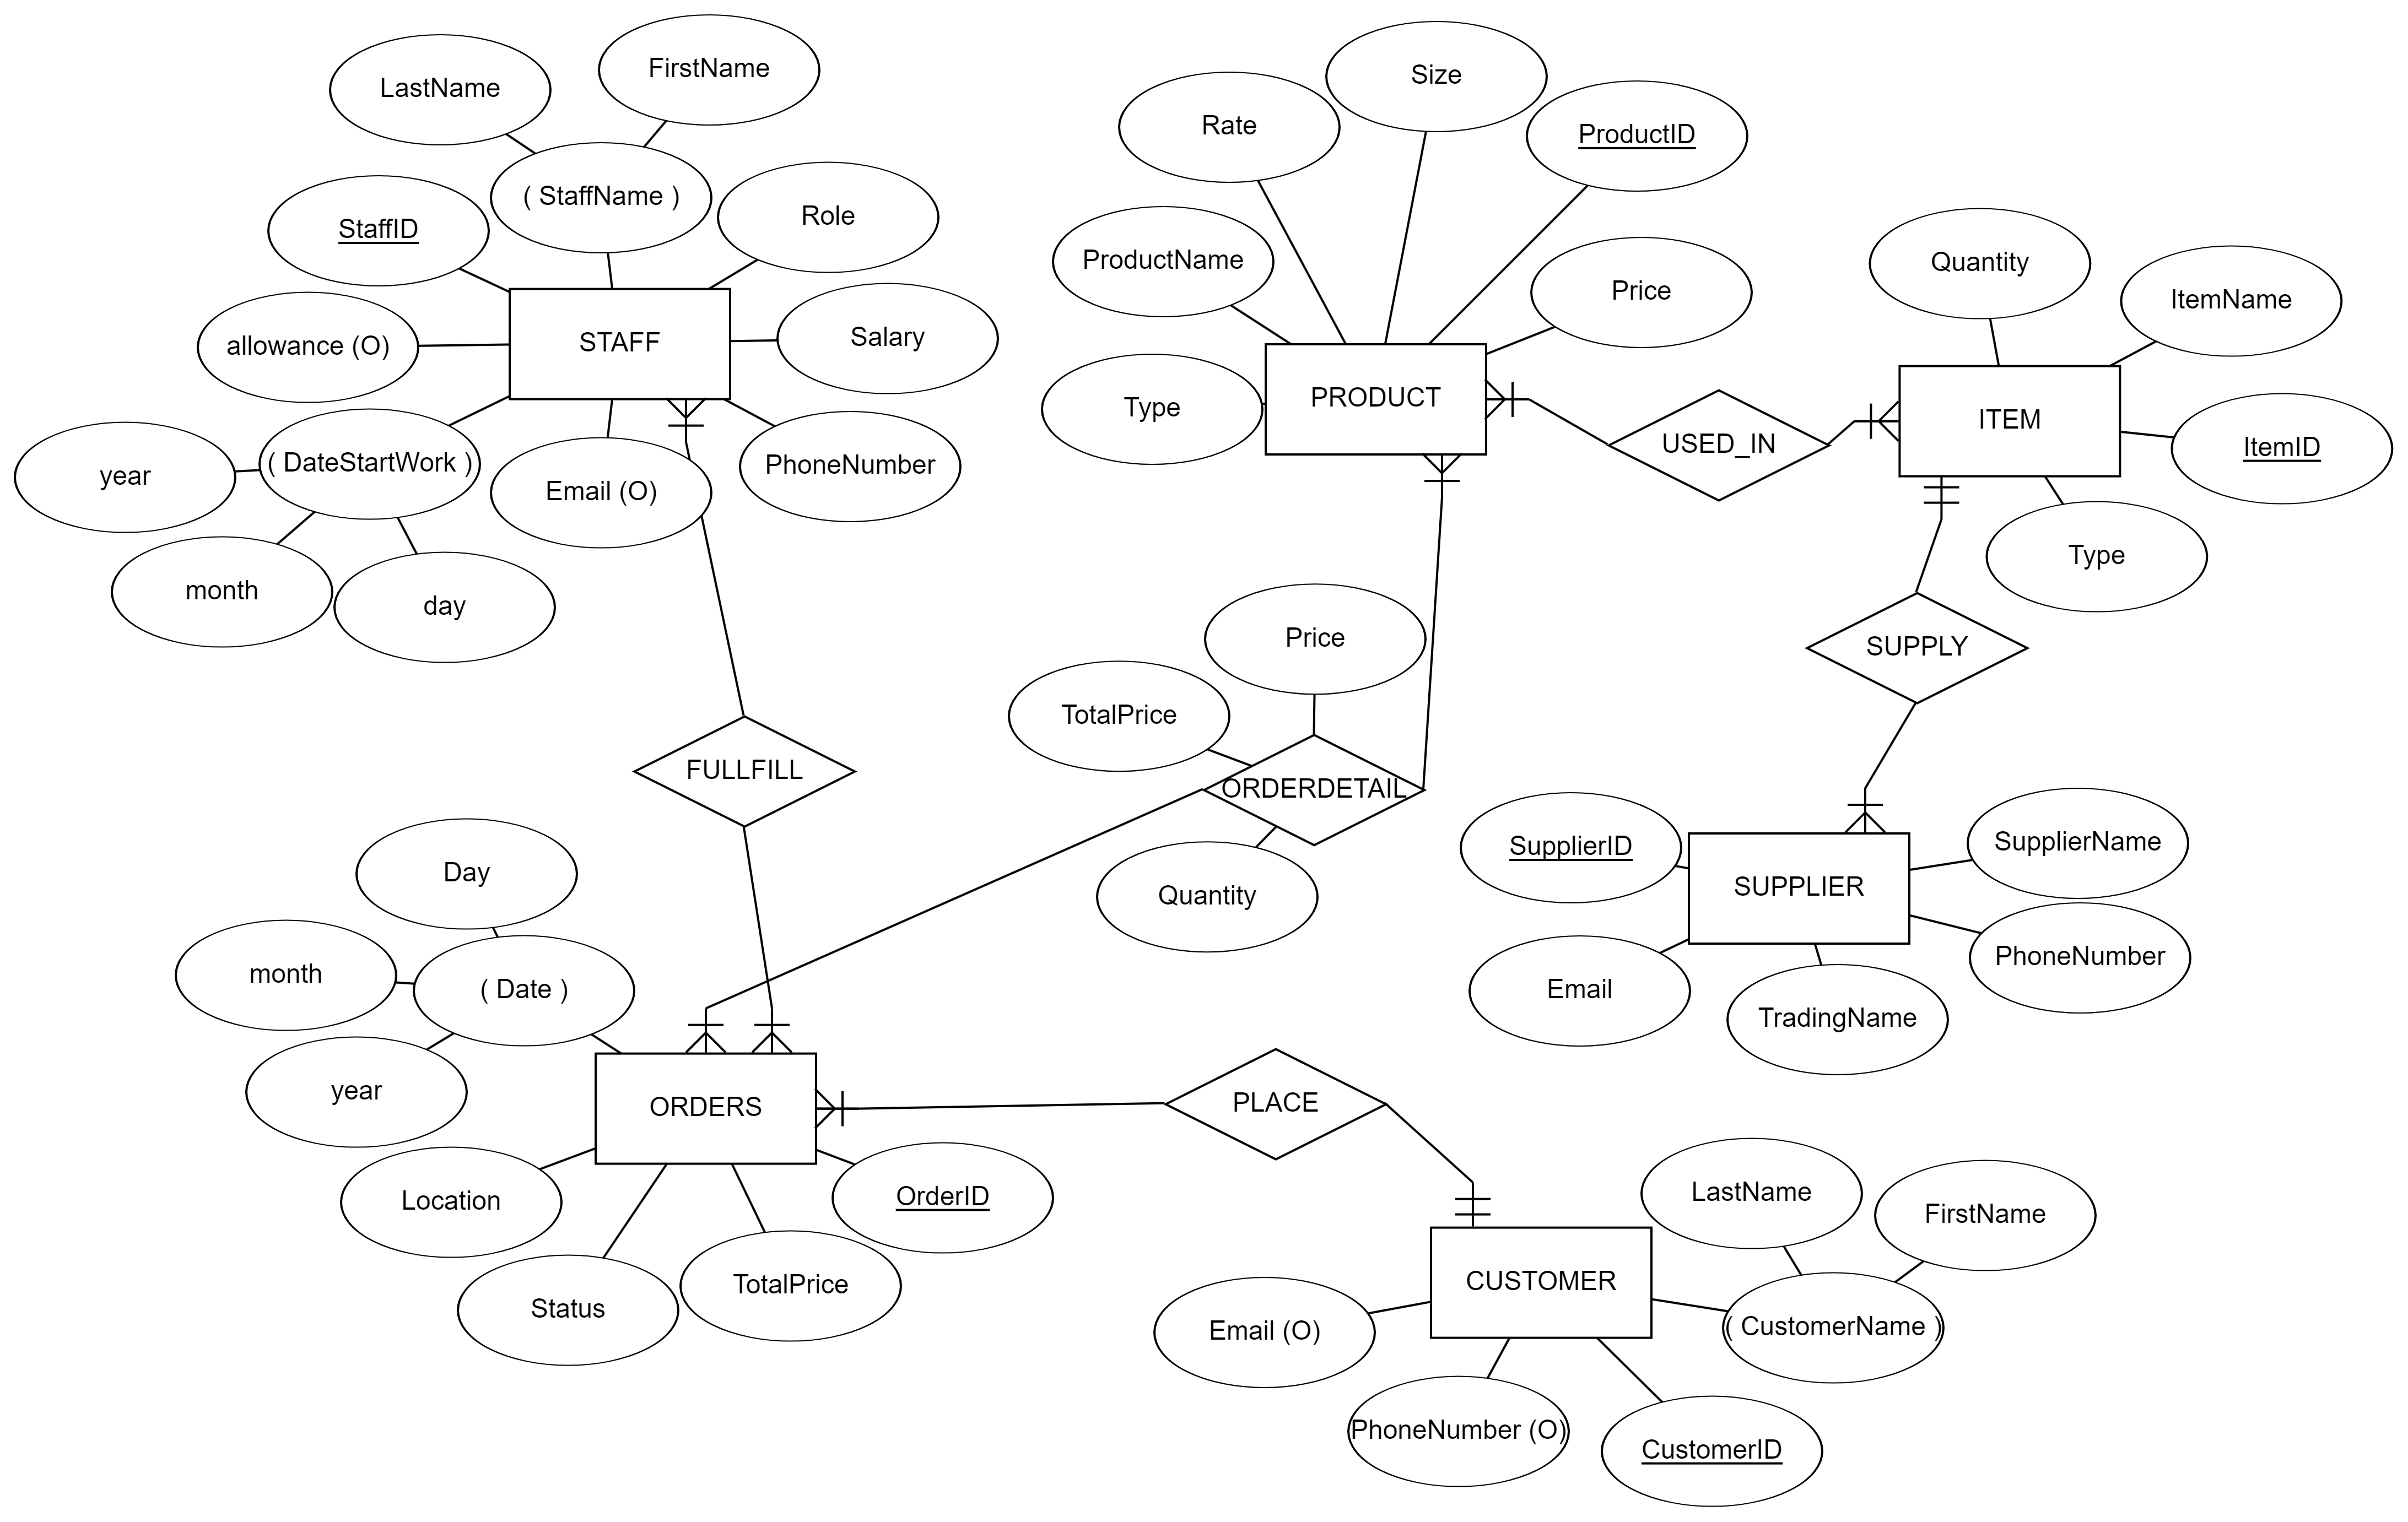 FirstName
LastName
Size
Rate
ProductID
( StaffName )
Role
StaffID
ProductName
Quantity
Price
ItemName
STAFF
Salary
allowance (O)
PRODUCT
Type
ITEM
USED_IN
ItemID
( DateStartWork )
PhoneNumber
year
Email (O)
Type
month
day
Price
SUPPLY
TotalPrice
FULLFILL
ORDERDETAIL
SupplierID
SupplierName
Day
SUPPLIER
Quantity
month
( Date )
Email
PhoneNumber
TradingName
year
ORDERS
PLACE
Location
OrderID
LastName
FirstName
TotalPrice
CUSTOMER
Status
Email (O)
( CustomerName )
PhoneNumber (O)
CustomerID